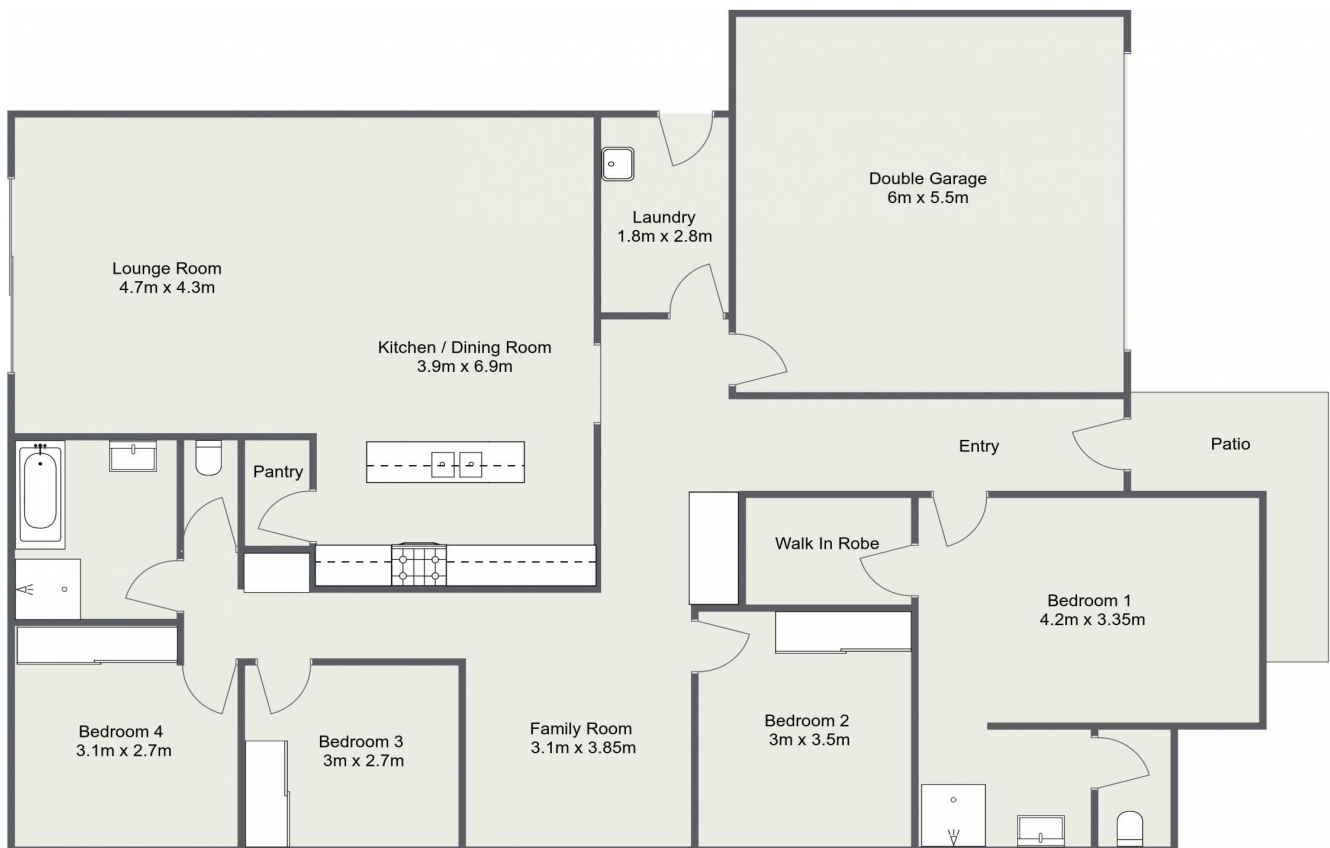 Double Garage
6m x 5.5m
Laundry
1.8m x 2.8m
Lounge Room
4.7m x 4.3m
Kitchen / Dining Room
3.9m x 6.9m
Entry
Patio
Pantry
Walk In Robe
Bedroom 1
4.2m x 3.35m
Bedroom 2
3m x 3.5m
Family Room
3.1m x 3.85m
Bedroom 4
3.1m x 2.7m
Bedroom 3
3m x 2.7m